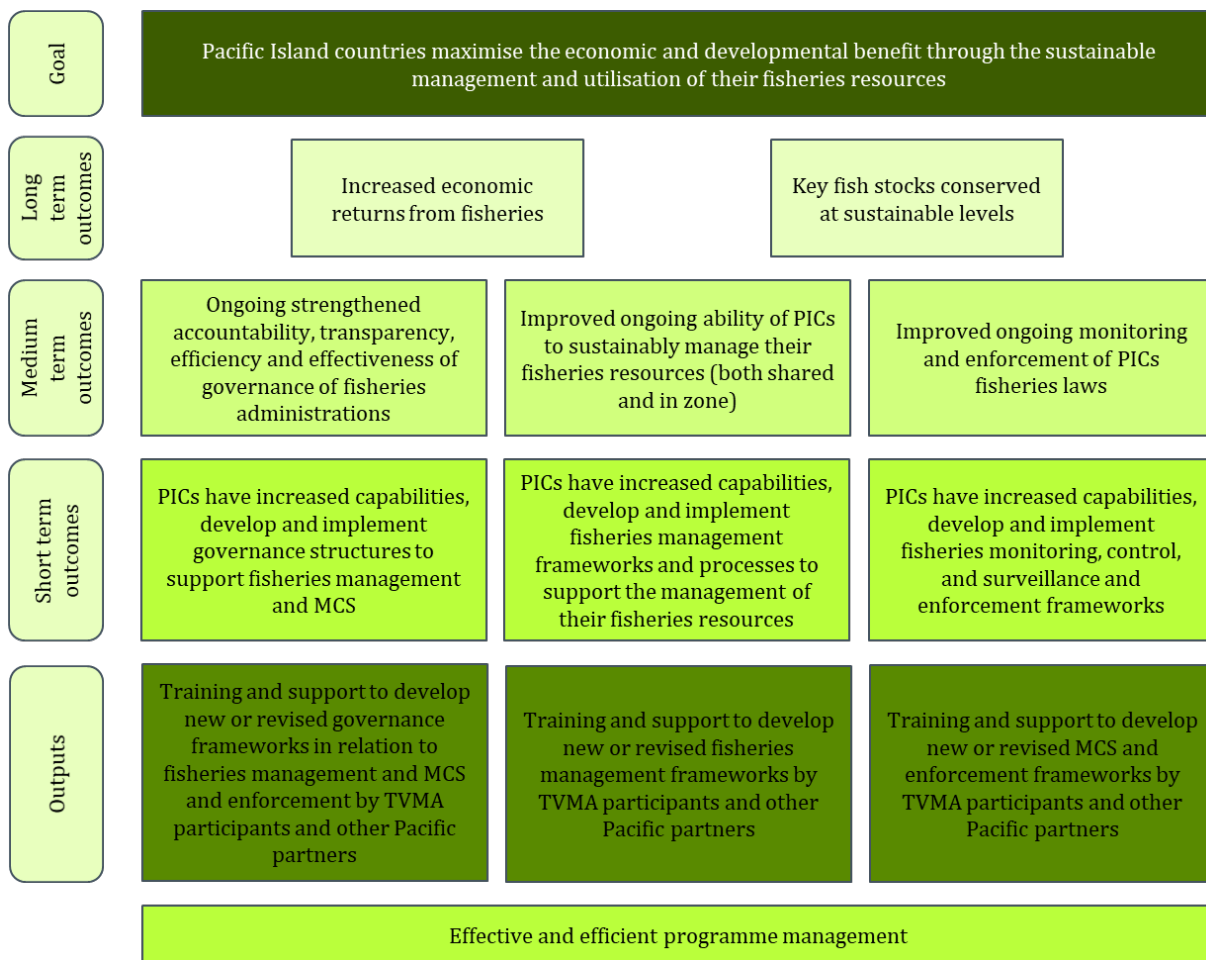 Goal
Pacific Island countries maximise the economic and developmental benefit through the sustainable
management and utilisation of their fisheries resources
Long
term
outcomes
Increased economic
returns from fisheries
Key fish stocks conserved
at sustainable levels
Medium
term
outcomes
Ongoing strengthened
accountability, transparency,
efficiency and effectiveness of
governance of fisheries
administrations
Improved ongoing ability of PICs
to sustainably manage their
fisheries resources (both shared
and in zone)
Improved ongoing monitoring
and enforcement of PICs
fisheries laws
Short term
outcomes
PICs have increased capabilities,
develop and implement
governance structures to
support fisheries management
and MCS
PICs have increased capabilities,
develop and implement
fisheries management
frameworks and processes to
support the management of
their fisheries resources
PICs have increased capabilities,
develop and implement
fisheries monitoring, control,
and surveillance and
enforcement frameworks
Outputs
Training and support to develop
new or revised governance
frameworks in relation to
fisheries management and MCS
and enforcement by TVMA
participants and other Pacific
partners
Training and support to develop
new or revised fisheries
management frameworks by
TVMA participants and other
Pacific partners
Training and support to develop
new or revised MCS and
enforcement frameworks by
TVMA participants and other
Pacific partners
Effective and efficient programme management